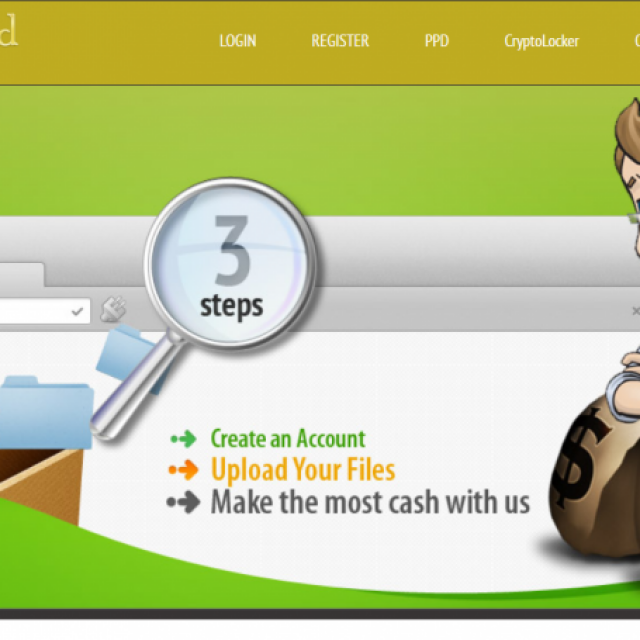 d
LOGIN REGISTER PPD CryptoLocker
3
steps
Create an Account
Upload Your Files
Make the most cash with us
$